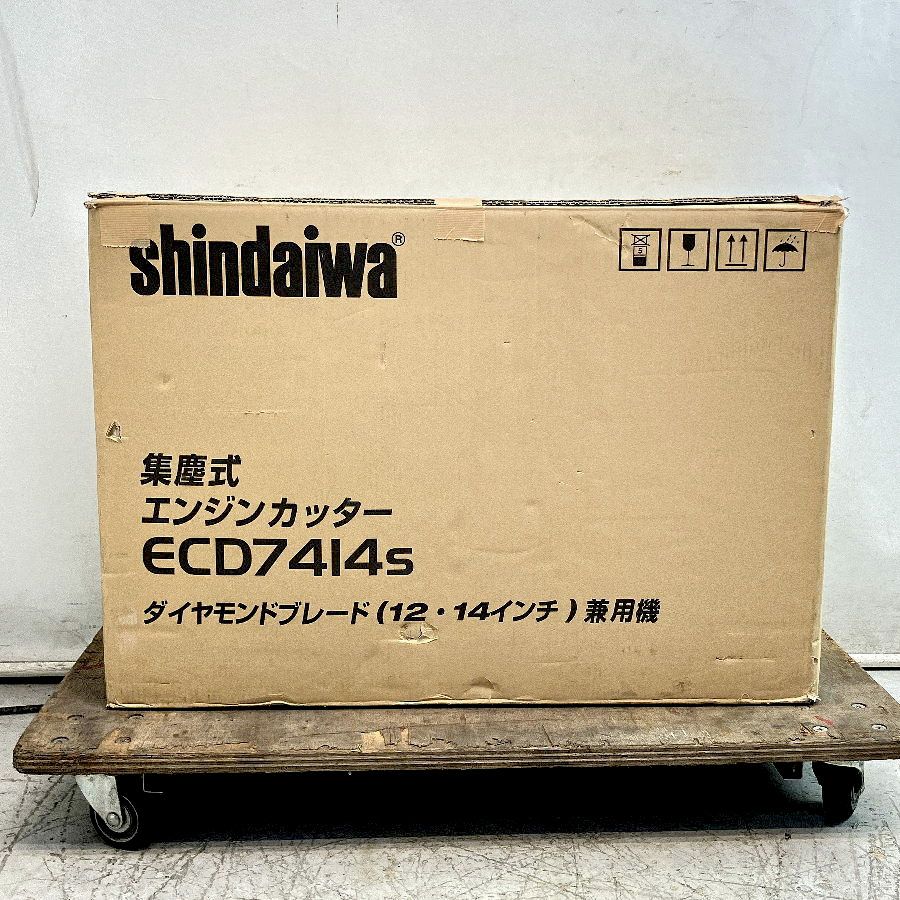 shindaiwa®
5
集塵式
エンジンカッター
ECD7414s
ダイヤモンドブレード(12・14インチ)兼用機